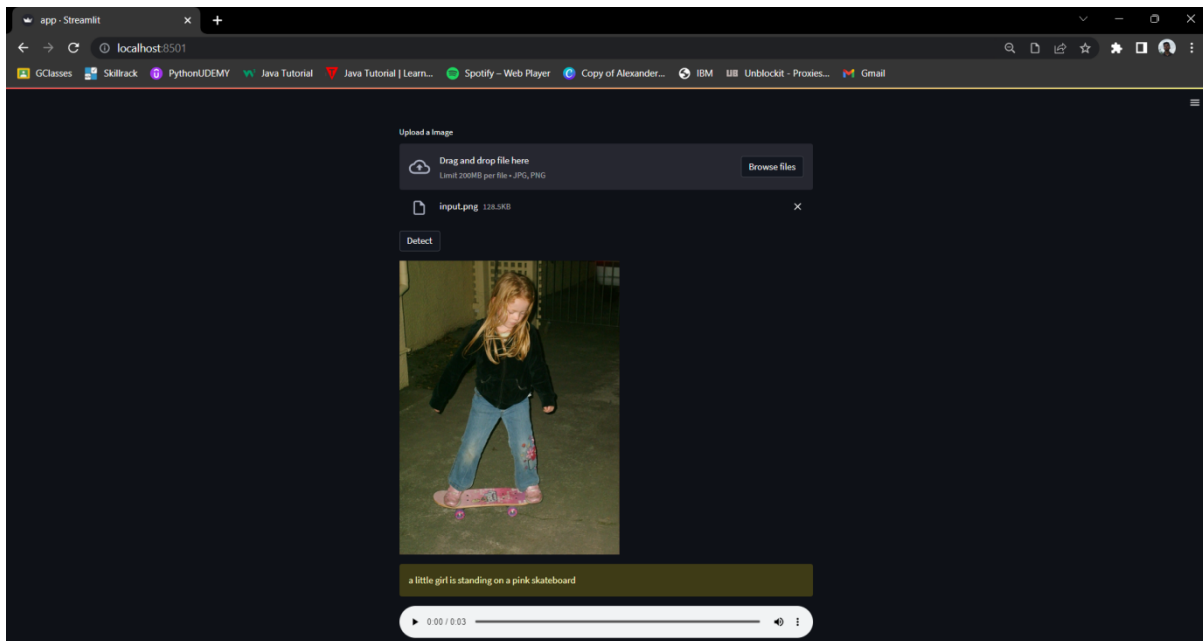 app - Streamlit
localhost:8501
GClasses Skillrack PythonUDEMY Java Tutorial Java Tutorial | Learn... Spotify – Web Player Copy of Alexander... IBM Unblockit - Proxies... Gmail
Upload a Image
Drag and drop file here
Limit 200MB per file • JPG, PNG
Browse files
input.png 128.5KB
Detect
a little girl is standing on a pink skateboard
0:00 / 0:03